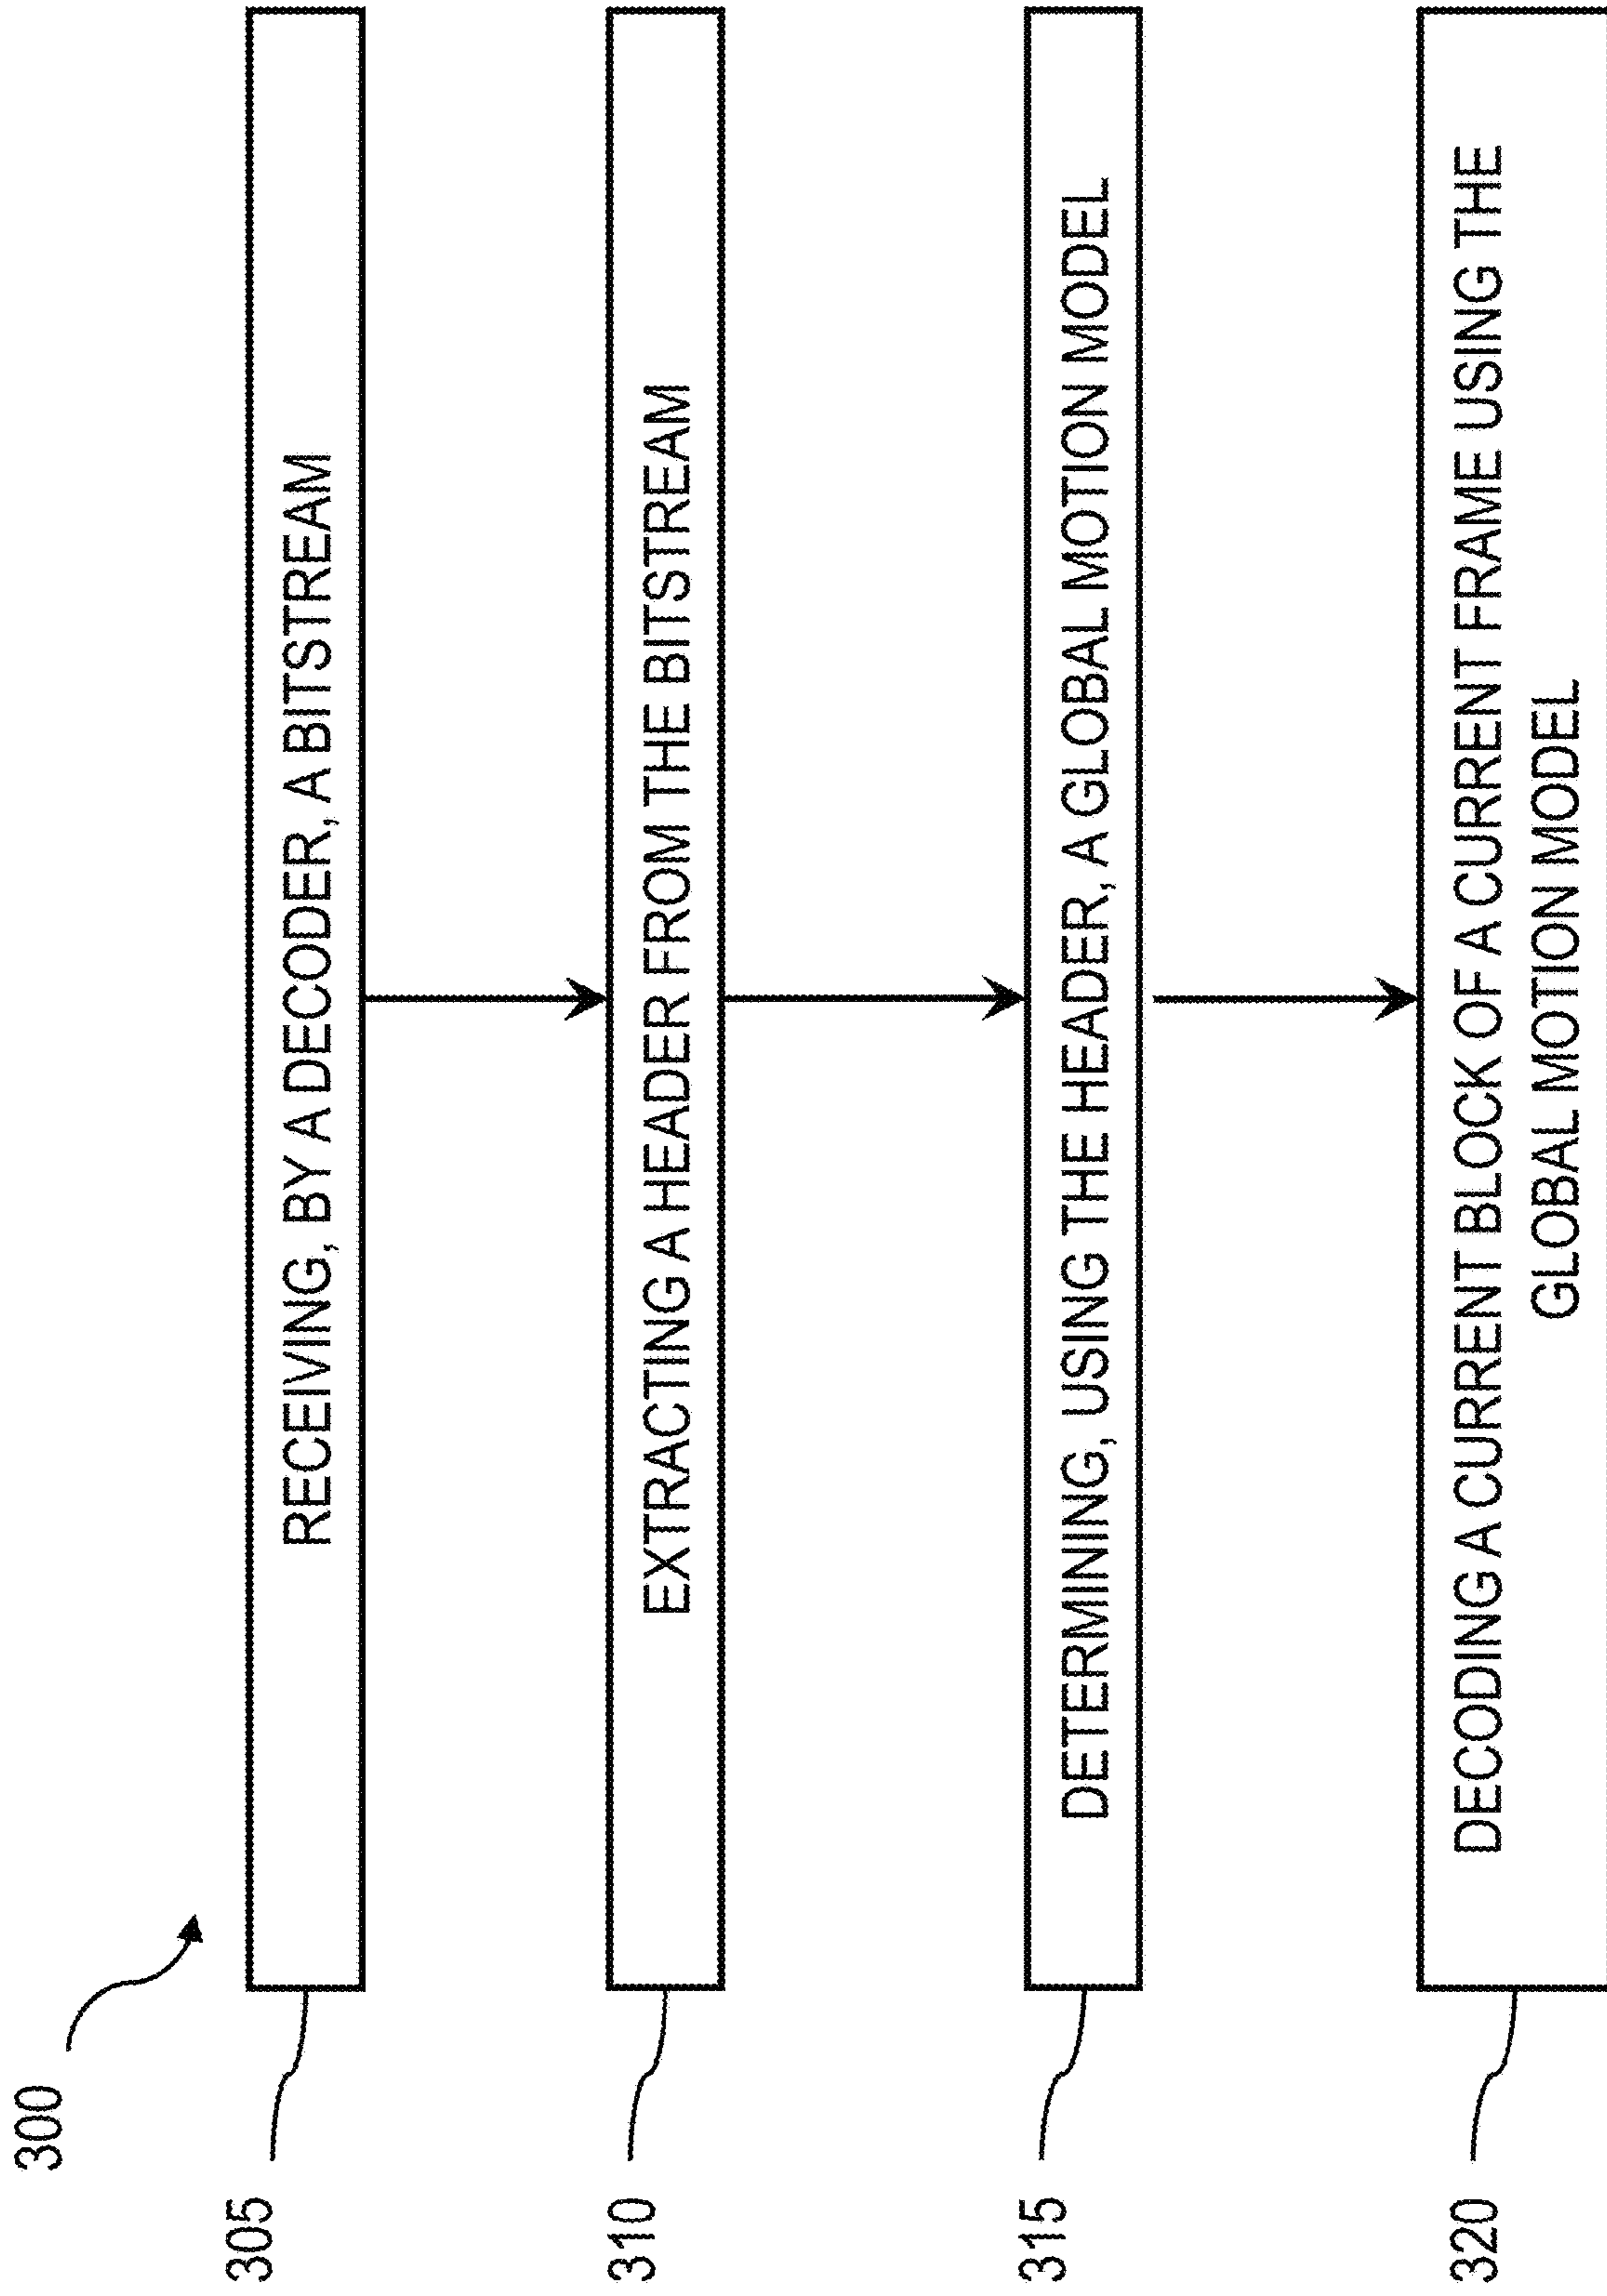 300
305
RECEIVING, BY A DECODER, A BITSTREAM
310
EXTRACTING A HEADER FROM THE BITSTREAM
315
DETERMINING, USING THE HEADER, A GLOBAL MOTION MODEL
320
DECODING A CURRENT BLOCK OF A CURRENT FRAME USING THE
GLOBAL MOTION MODEL